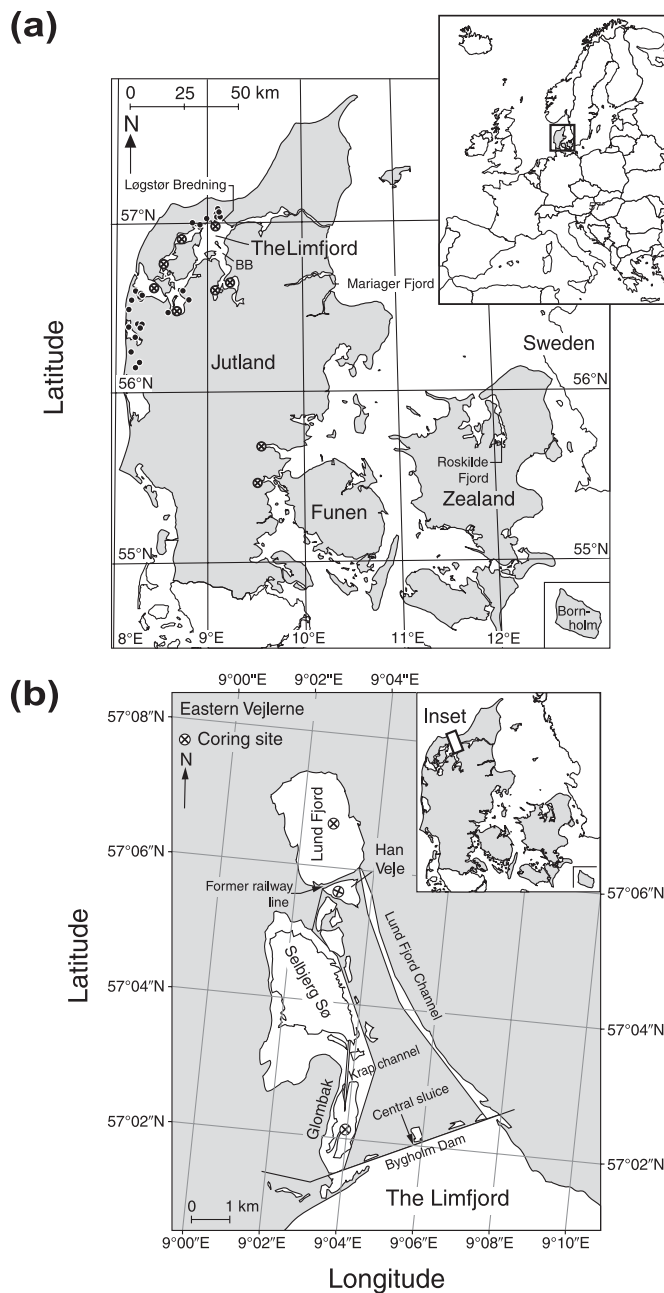 (a)
0 25 50 km
N
Løgstør Bredning
57°N
The Limfjord
BB
Mariager Fjord
Sweden
Jutland
56°N
56°N
Latitude
Roskilde
Fjord
Zealand
Funen
55°N
55°N
Born-
holm
8°E 9°E 10°E 11°E 12°E
(b)
9°00"E 9°02"E 9°04"E
57°08"N
Eastern Vejlerne
Inset
Coring site
N
Lund Fjord
57°06"N
Han
Vejle
Former railway
line
57°06"N
Lund Fjord Channel
Selbjerg Sø
Latitude
57°04"N
57°04"N
Krap channel
Glombak
Central sluice
57°02"N
Bygholm Dam
57°02"N
The Limfjord
0 1 km
9°00"E 9°02"E 9°04"E 9°06"E 9°08"E 9°10"E
Longitude